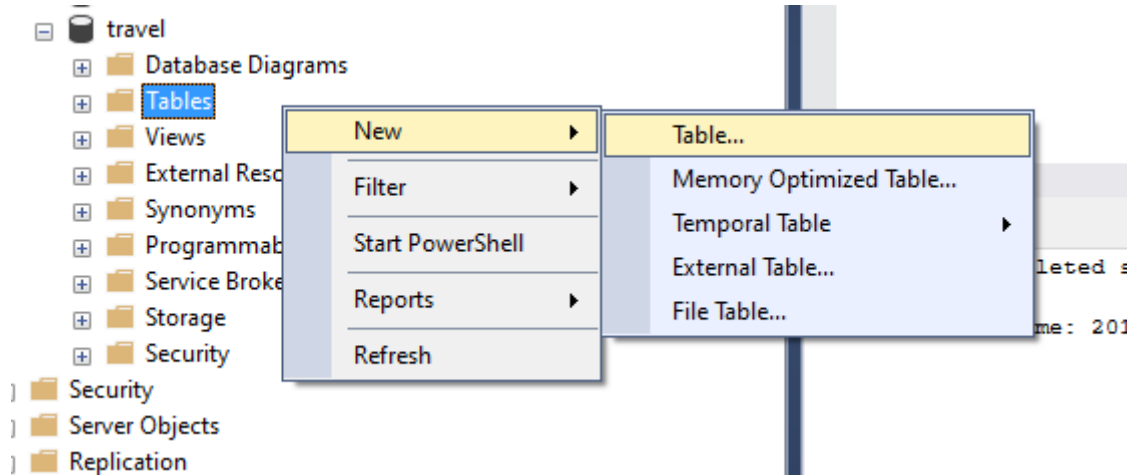 travel
Database Diagrams
Tables
Views
External Reso
Synonyms
Programmab
Service Broke
Storage
Security
Security
Server Objects
Replication
New
Filter
Start PowerShell
Reports
Refresh
Table...
Memory Optimized Table...
Temporal Table
External Table...
File Table...
leted s
me: 201